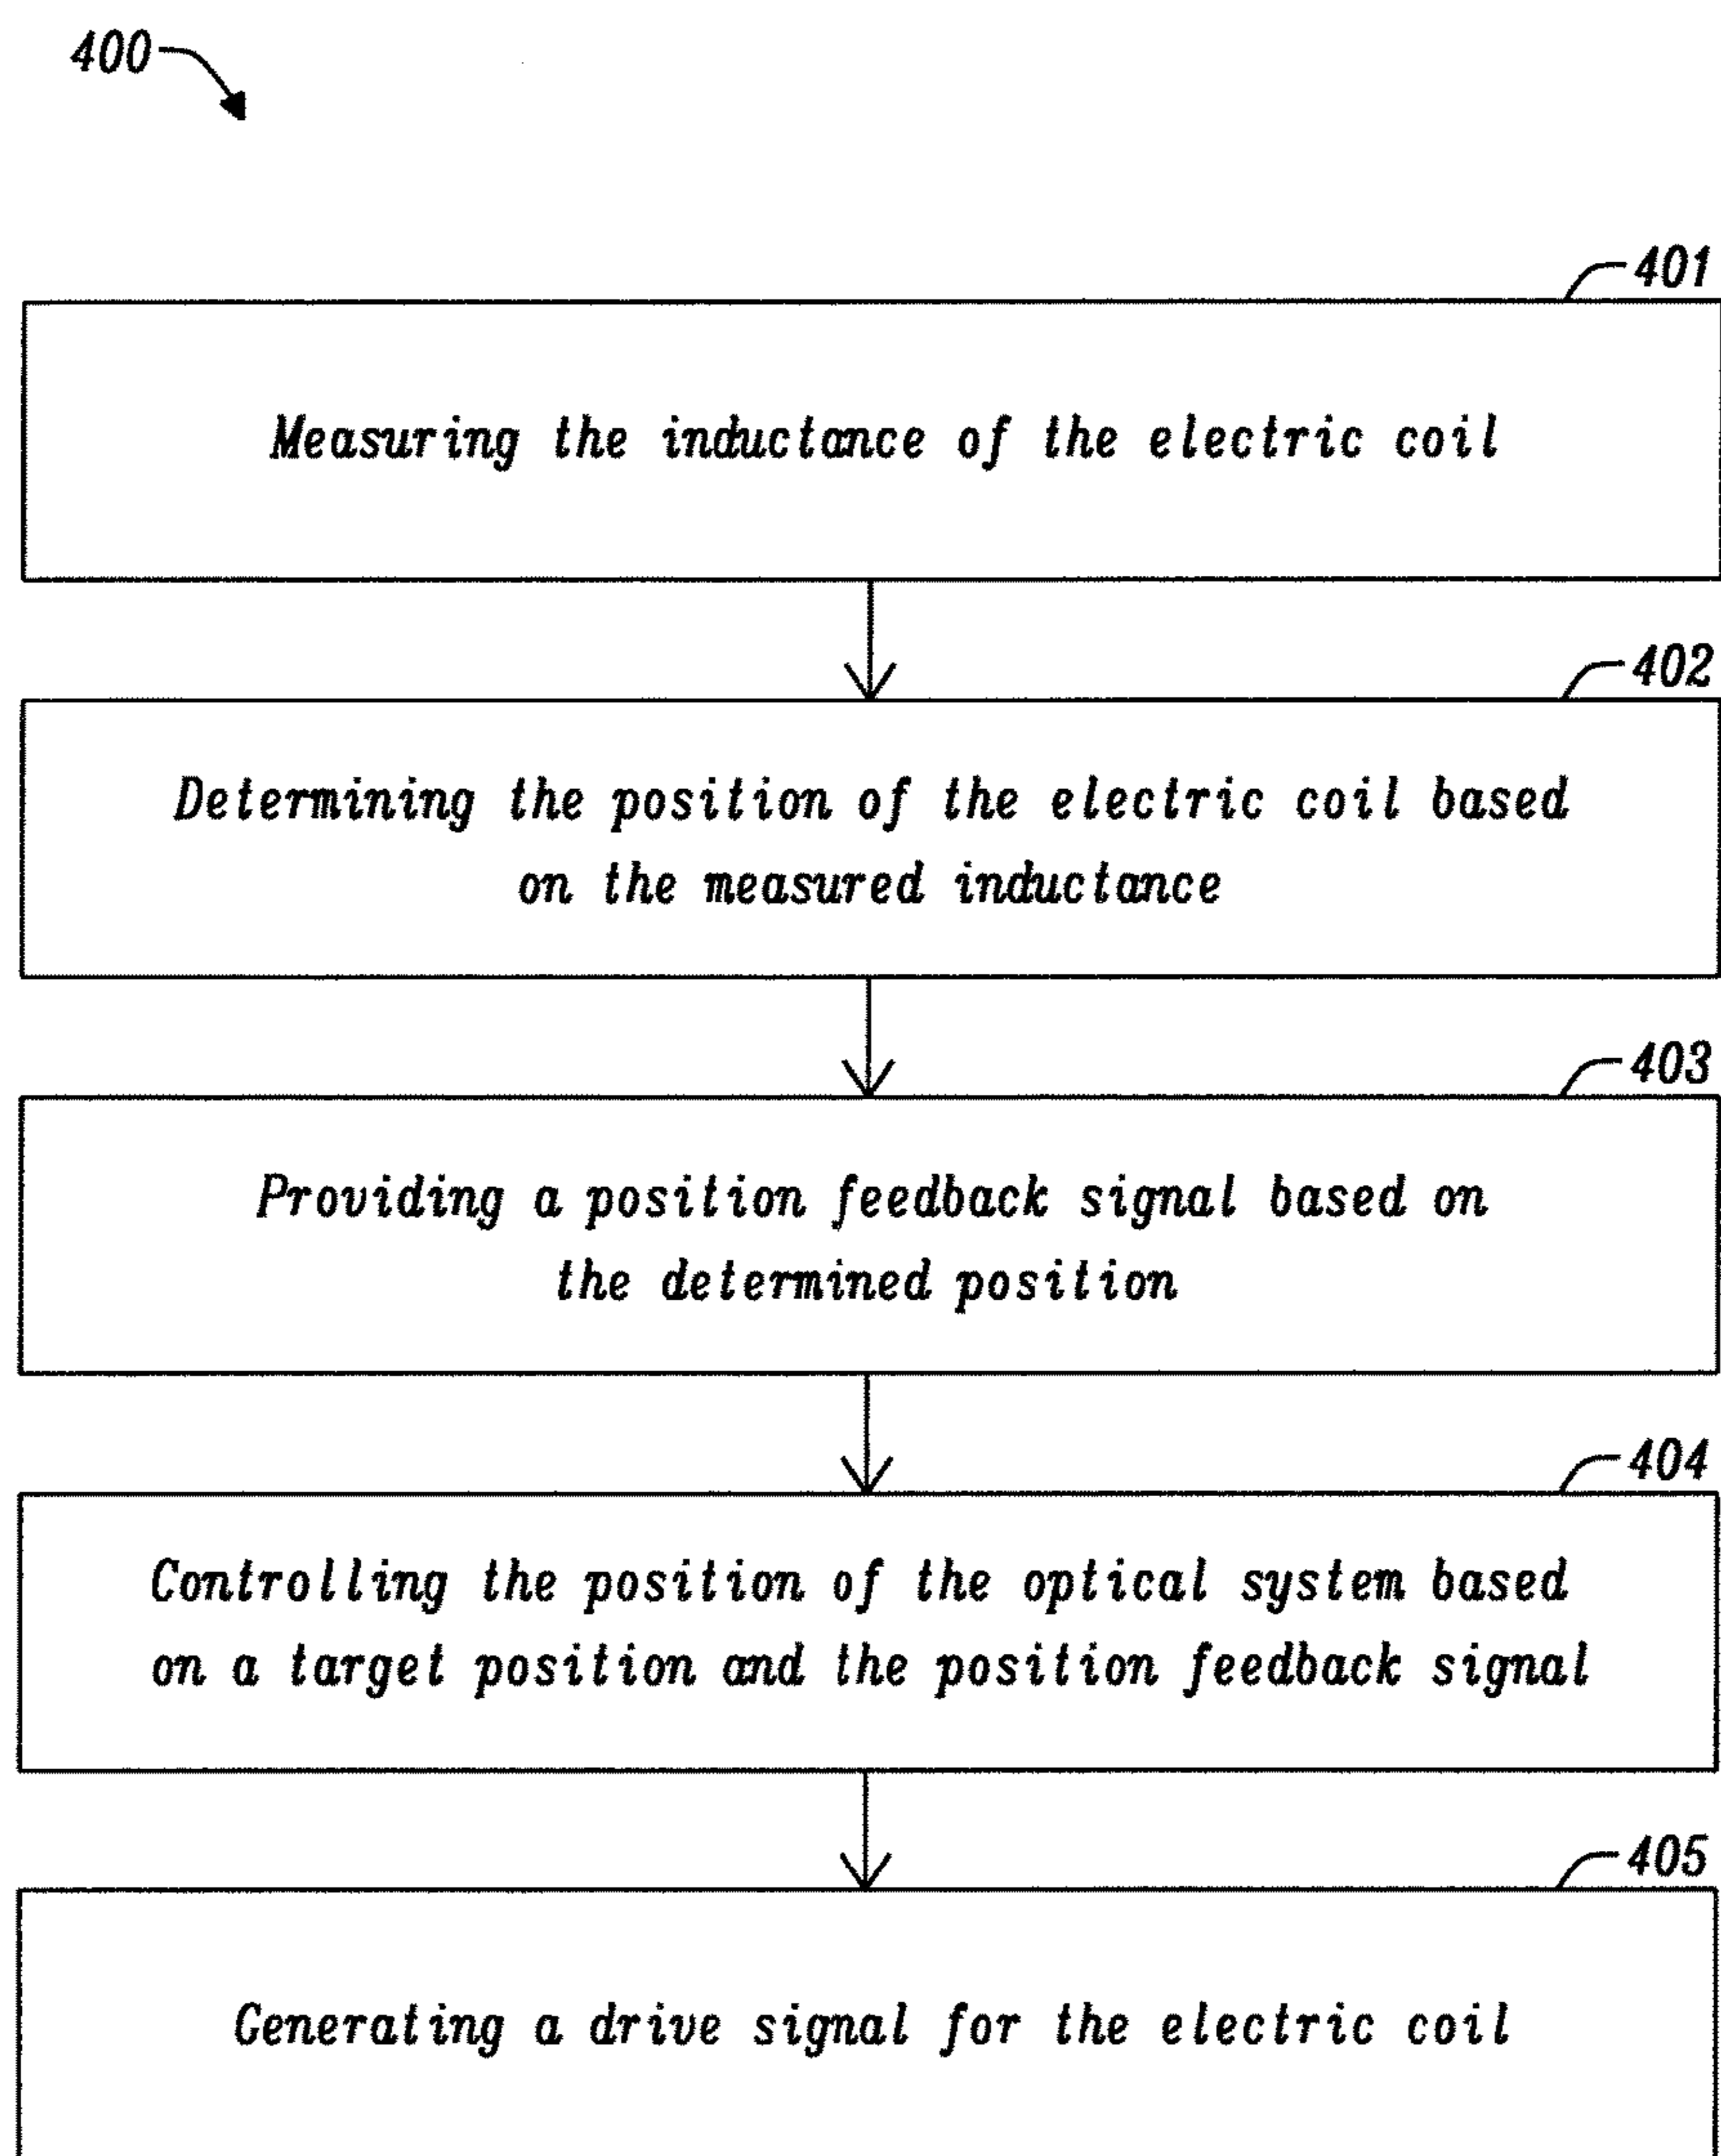 400
401
Measuring the inductance of the electric coil
402
Determining the position of the electric coil based
on the measured inductance
403
Providing a position feedback signal based on
the determined position
404
Controlling the position of the optical system based
on a target position and the position feedback signal
405
Generating a drive signal for the electric coil